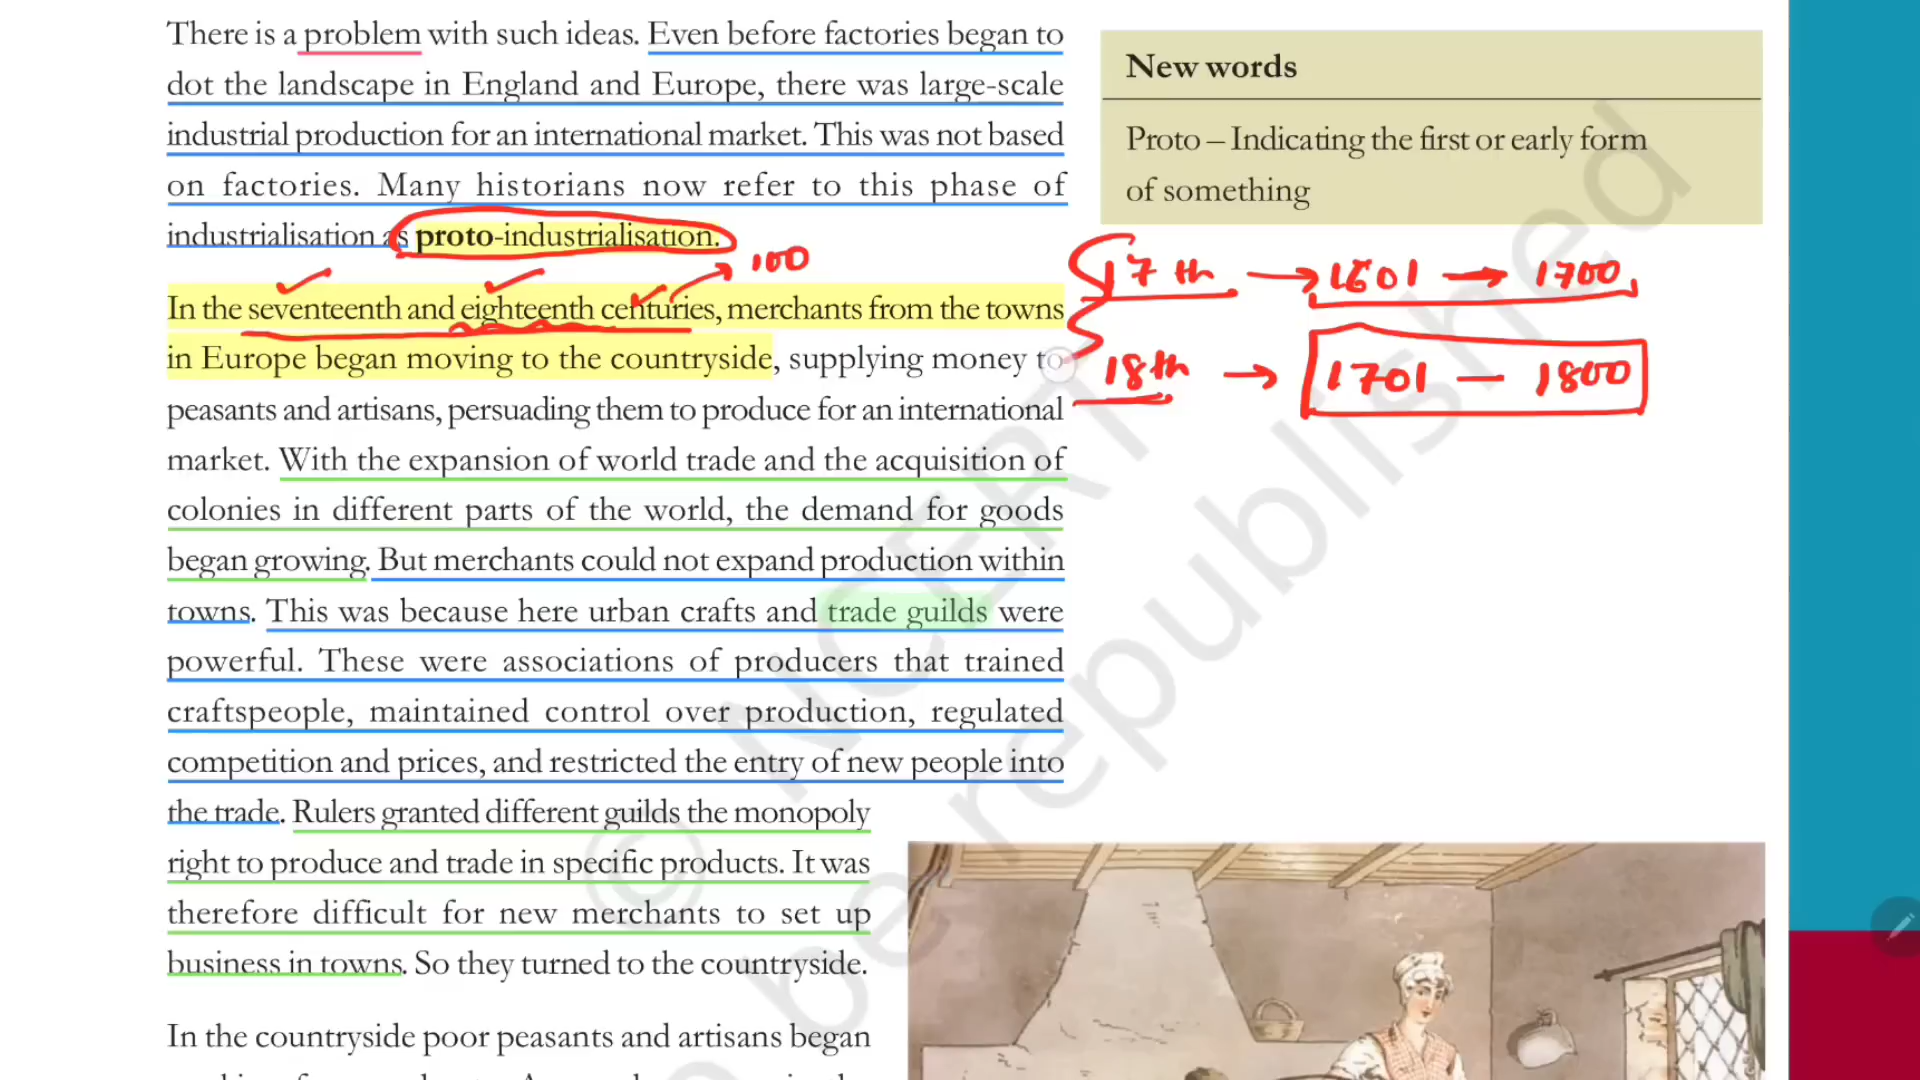 There is a problem with such ideas. Even before factories began to
dot the landscape in England and Europe, there was large-scale
industrial production for an international market. This was not based
on factories. Many historians now refer to this phase of
industrialisation as proto-industrialisation.
100
In the seventeenth and eighteenth centuries, merchants from the towns
in Europe began moving to the countryside, supplying money to
peasants and artisans, persuading them to produce for an international
market. With the expansion of world trade and the acquisition of
colonies in different parts of the world, the demand for goods
began growing. But merchants could not expand production within
towns. This was because here urban crafts and trade guilds were
powerful. These were associations of producers that trained
craftspeople, maintained control over production, regulated
competition and prices, and restricted the entry of new people into
the trade. Rulers granted different guilds the monopoly
right to produce and trade in specific products. It was
therefore difficult for new merchants to set up
business in towns. So they turned to the countryside.
In the countryside poor peasants and artisans began
New words
Proto – Indicating the first or early form
of something
17th → 1601 → 1700
18th → 1701 – 1800
© NCERT
be republished